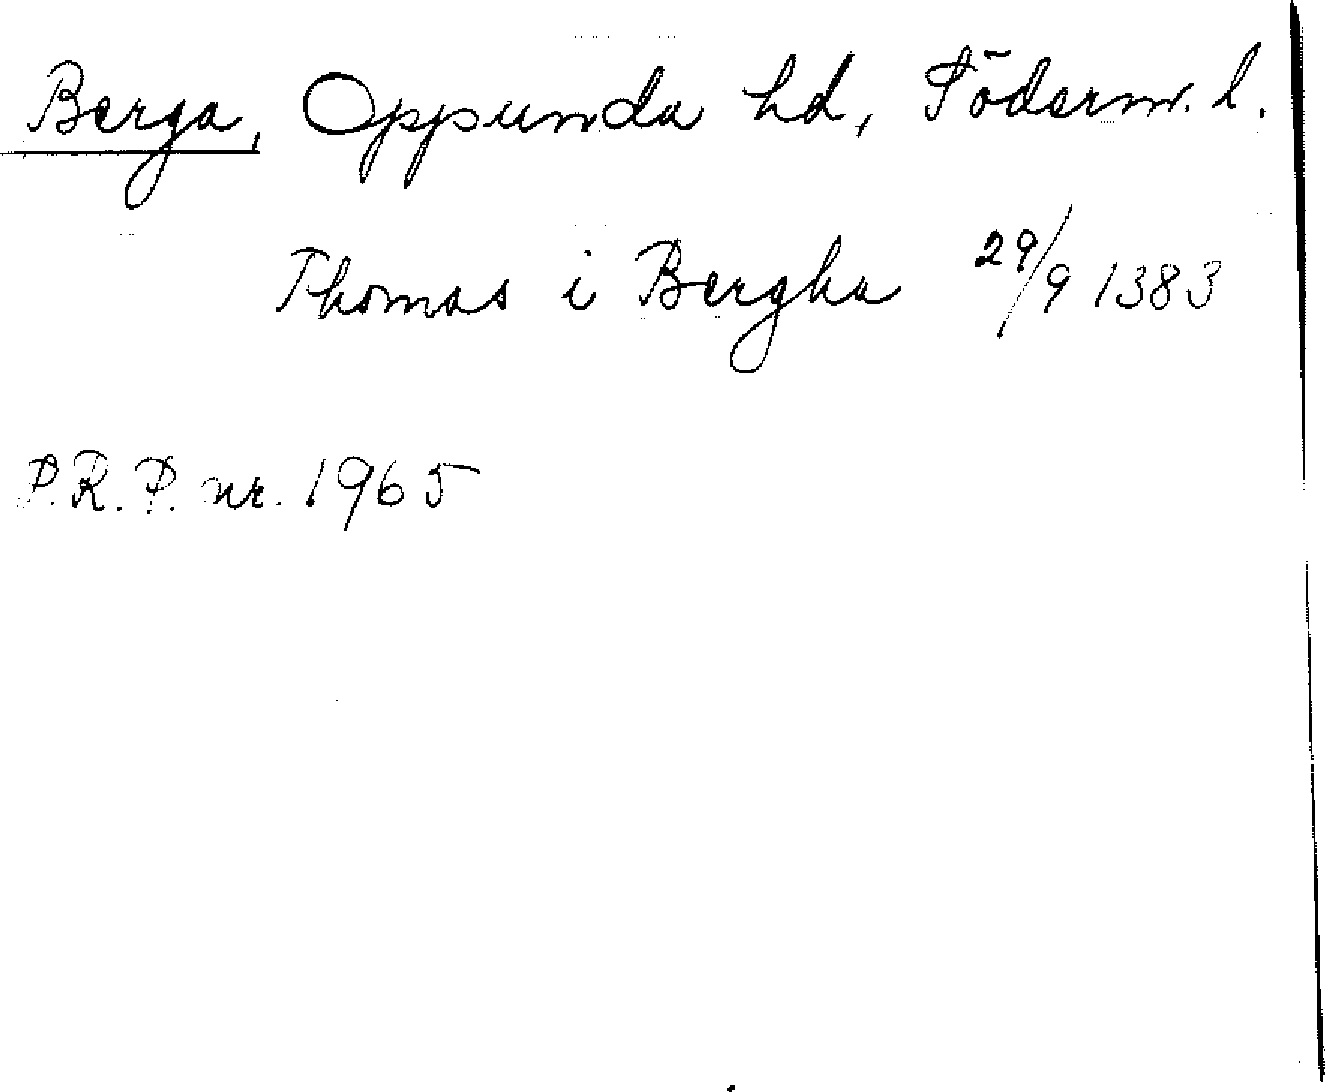 Berga, Oppunda hd, Söderm. l.
Thomas i Bergha 29/9 1383
P.R.P. nr. 1965